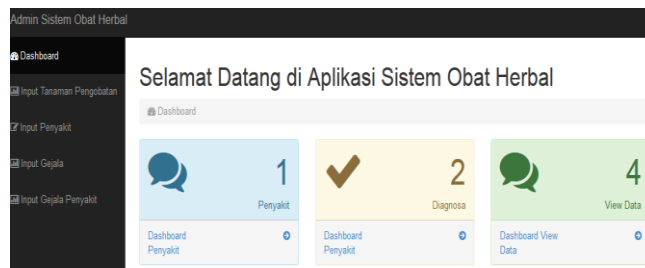 Admin Sistem Obat Herbal
Dashboard
Input Tanaman Pengobatan
Input Penyakit
Input Gejala
Input Gejala Penyakit
Selamat Datang di Aplikasi Sistem Obat Herbal
Dashboard
1
Penyakit
Dashboard
Penyakit
2
Diagnosa
Dashboard
Penyakit
4
View Data
Dashboard View
Data